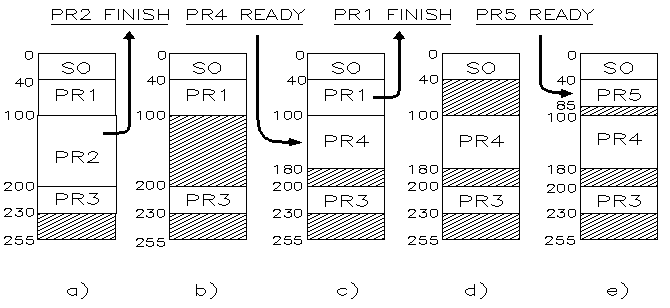 PR2 FINISH PR4 READY PR1 FINISH PR5 READY
0 0 0 0 0
SO SO SO SO SO
40 40 40 40 40
PR1 PR1 PR1 PR5
85
100 100 100 100 100
PR2 PR4 PR4 PR4
180 180 180
200 200 200 200 200
PR3 PR3 PR3 PR3 PR3
230 230 230 230 230
255 255 255 255 255
a) b) c) d) e)